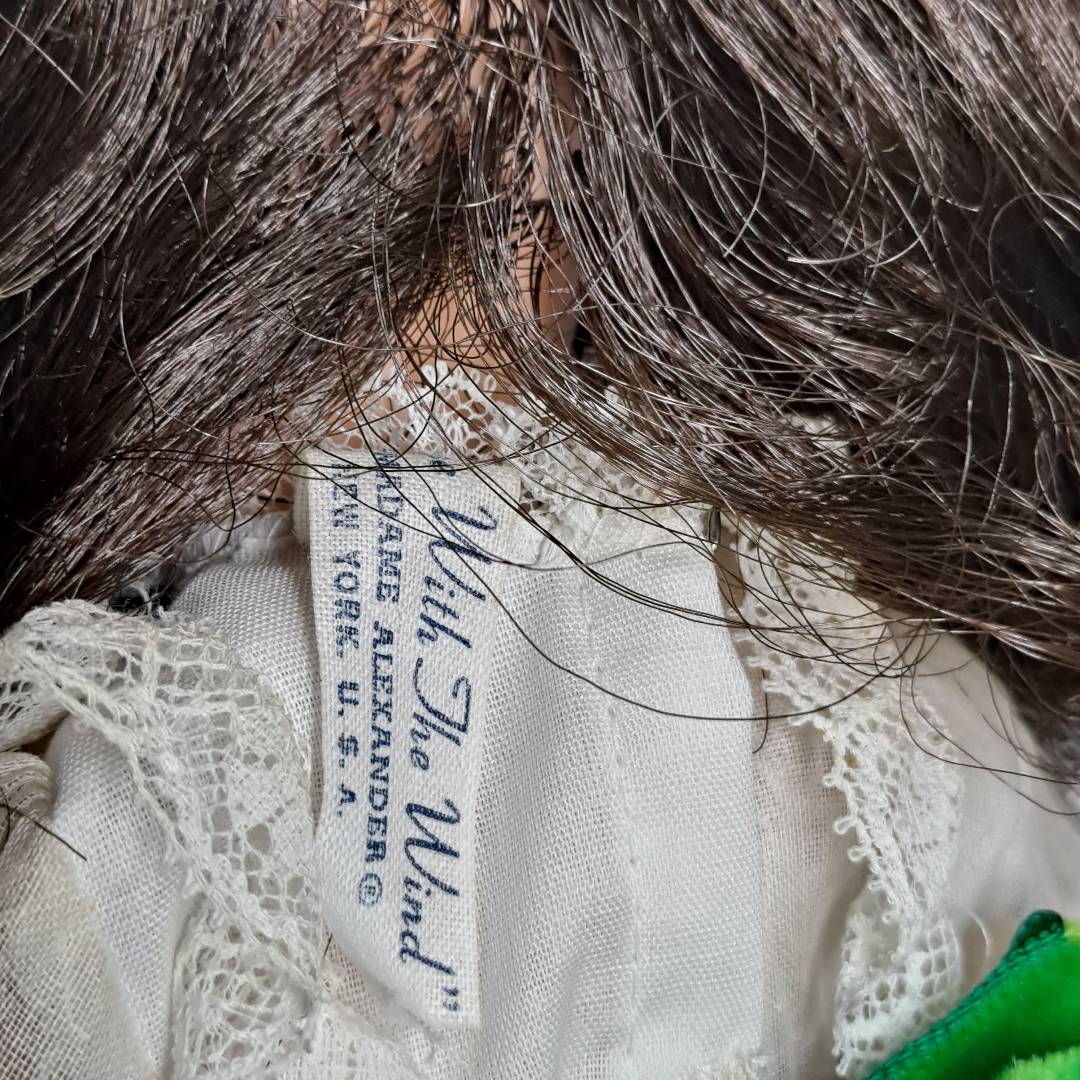 "With The Wind"
MADAME ALEXANDER ®
NEW YORK, U. S. A.